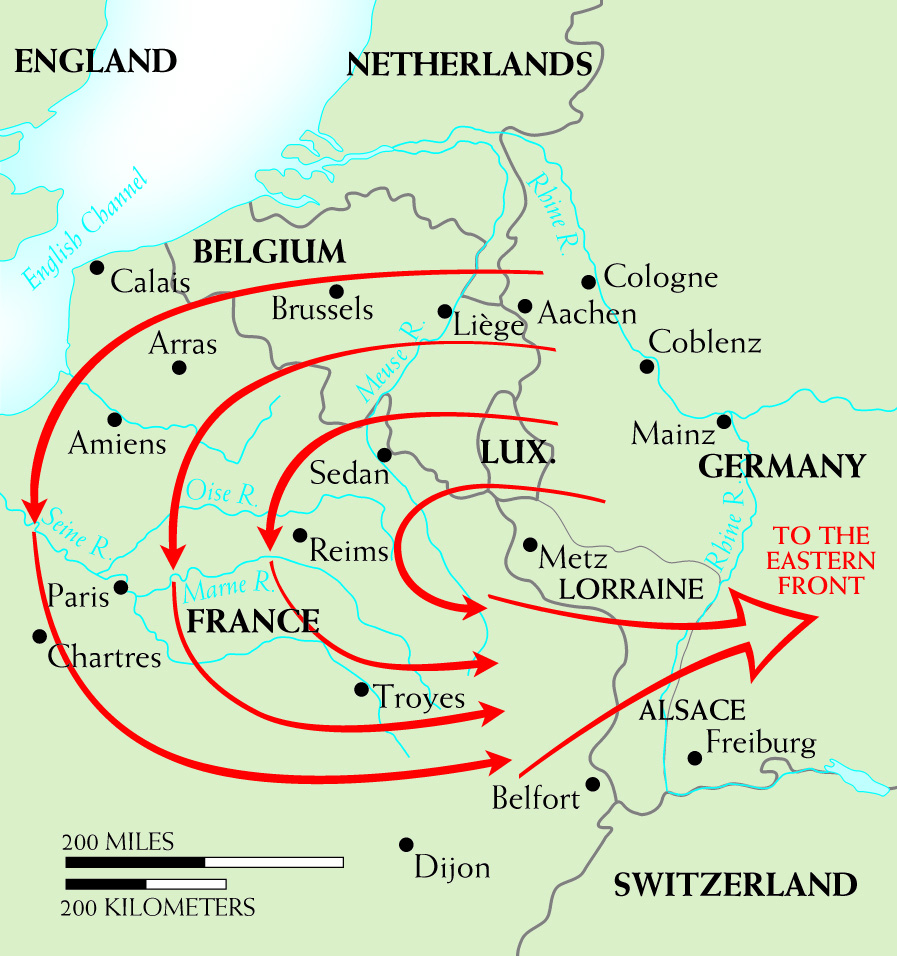 ENGLAND
NETHERLANDS
English Channel
Rhine R.
BELGIUM
Calais
Cologne
Brussels
Liège
Aachen
Arras
Meuse R.
Coblenz
Amiens
Mainz
LUX.
Sedan
GERMANY
Oise R.
Seine R.
Rhine R.
TO THE
EASTERN
FRONT
Reims
Metz
Marne R.
LORRAINE
Paris
FRANCE
Chartres
Troyes
ALSACE
Freiburg
Belfort
200 MILES
Dijon
200 KILOMETERS
SWITZERLAND